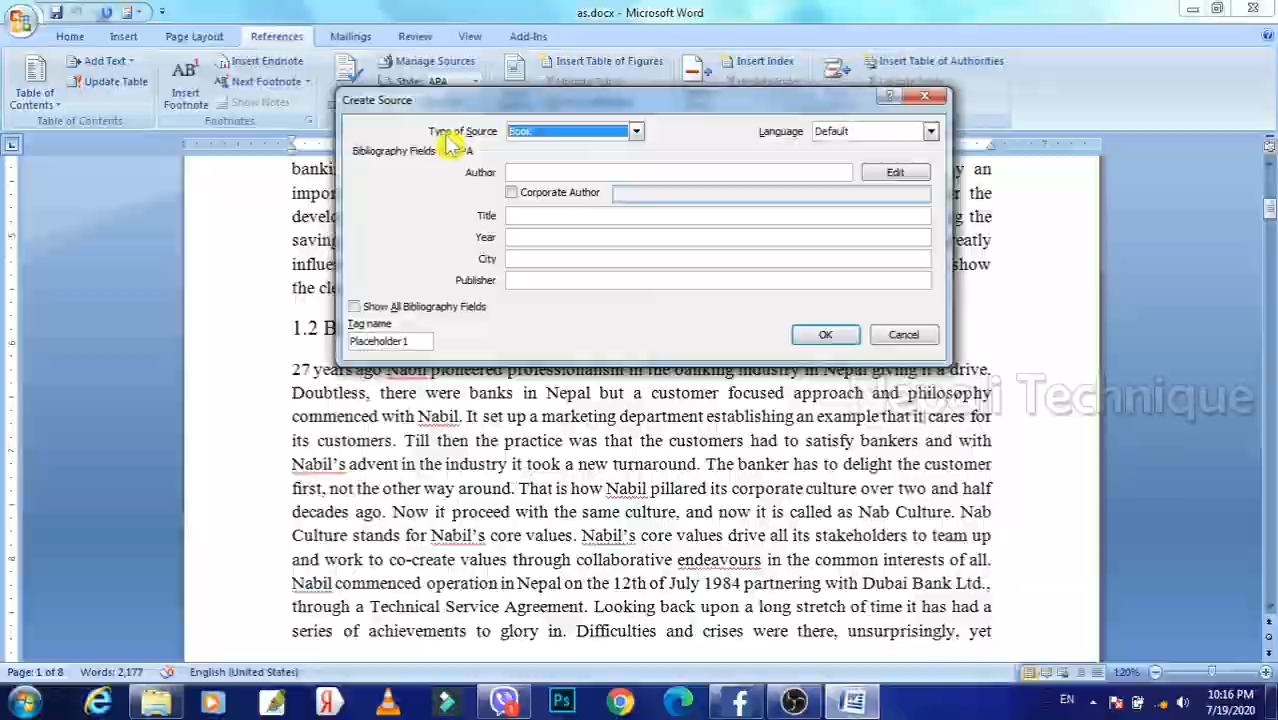 as.docx - Microsoft Word
Home Insert Page Layout References Mailings Review View Add-Ins
Table of Contents
Add Text
Update Table
Table of Contents
AB1
Insert Footnote
Insert Endnote
Next Footnote
Show Notes
Footnotes
Manage Sources
Style: APA
Insert Table of Figures
Insert Index
Insert Table of Authorities
Create Source
Type of Source Book Language Default
Bibliography Fields
Author Edit
Corporate Author
Title
Year
City
Publisher
Show All Bibliography Fields
Tag name
Placeholder1
OK Cancel
an
impor the
develo the
saving
influe show
the cle
1.2 B
27 years ago Nabil pioneered professionalism in the banking industry in Nepal giving it a drive.
Doubtless, there were banks in Nepal but a customer focused approach and philosophy
commenced with Nabil. It set up a marketing department establishing an example that it cares for
its customers. Till then the practice was that the customers had to satisfy bankers and with
Nabil’s advent in the industry it took a new turnaround. The banker has to delight the customer
first, not the other way around. That is how Nabil pillared its corporate culture over two and half
decades ago. Now it proceed with the same culture, and now it is called as Nab Culture. Nab
Culture stands for Nabil’s core values. Nabil’s core values drive all its stakeholders to team up
and work to co-create values through collaborative endeavours in the common interests of all.
Nabil commenced operation in Nepal on the 12th of July 1984 partnering with Dubai Bank Ltd.,
through a Technical Service Agreement. Looking back upon a long stretch of time it has had a
series of achievements to glory in. Difficulties and crises were there, unsurprisingly, yet
Nepali Technique
Page: 1 of 8 Words: 2,177 English (United States) 120%
EN
10:16 PM
7/19/2020